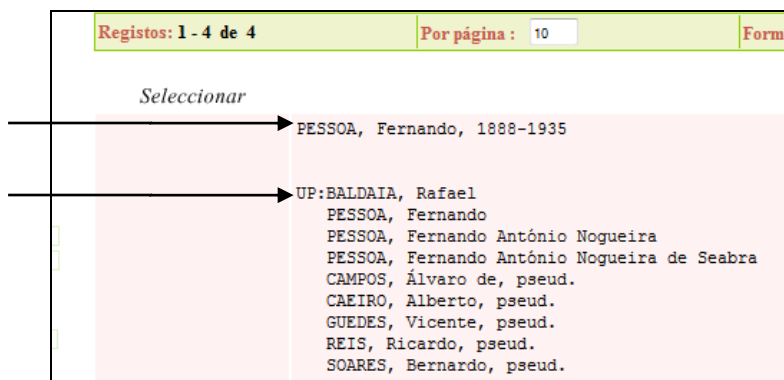 Registos: 1 - 4 de 4 Por página : 10 Form
Seleccionar
PESSOA, Fernando, 1888-1935
UP:BALDAIA, Rafael
PESSOA, Fernando
PESSOA, Fernando António Nogueira
PESSOA, Fernando António Nogueira de Seabra
CAMPOS, Álvaro de, pseud.
CAEIRO, Alberto, pseud.
GUEDES, Vicente, pseud.
REIS, Ricardo, pseud.
SOARES, Bernardo, pseud.